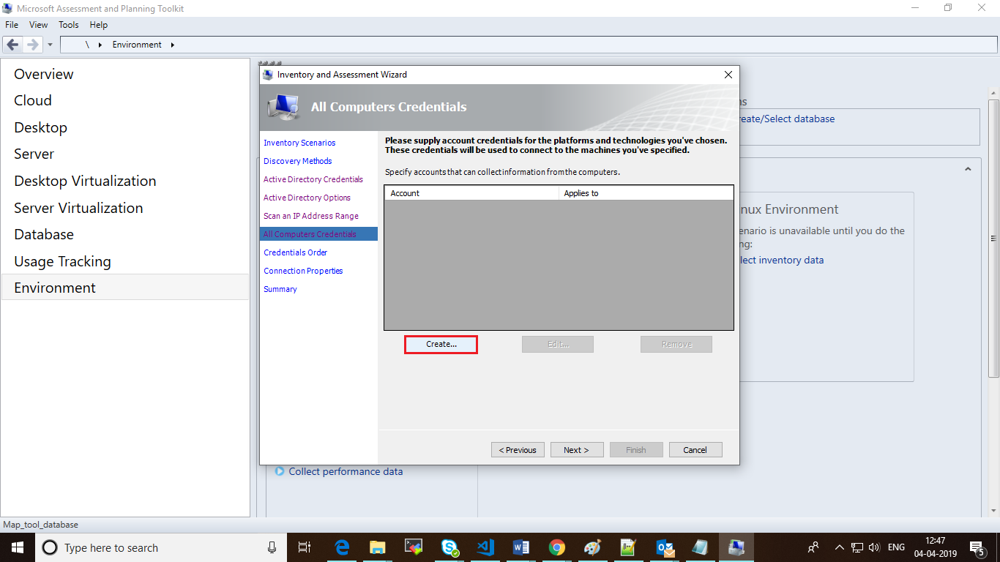 Microsoft Assessment and Planning Toolkit
File View Tools Help
\ Environment
Overview
Cloud
Desktop
Server
Desktop Virtualization
Server Virtualization
Database
Usage Tracking
Environment
Inventory and Assessment Wizard
All Computers Credentials
Inventory Scenarios
Discovery Methods
Active Directory Credentials
Active Directory Options
Scan an IP Address Range
All Computers Credentials
Credentials Order
Connection Properties
Summary
Please supply account credentials for the platforms and technologies you've chosen.
These credentials will be used to connect to the machines you've specified.
Specify accounts that can collect information from the computers.
Account Applies to
Create... Edit... Remove
< Previous Next > Finish Cancel
ns
reate/Select database
nux Environment
enario is unavailable until you do the
ng:
llect inventory data
Collect performance data
Map_tool_database
Type here to search
ENG
12:47
04-04-2019
5